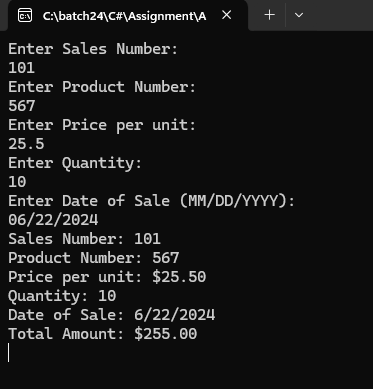 C:\batch24\C#\Assignment\A
Enter Sales Number:
101
Enter Product Number:
567
Enter Price per unit:
25.5
Enter Quantity:
10
Enter Date of Sale (MM/DD/YYYY):
06/22/2024
Sales Number: 101
Product Number: 567
Price per unit: $25.50
Quantity: 10
Date of Sale: 6/22/2024
Total Amount: $255.00